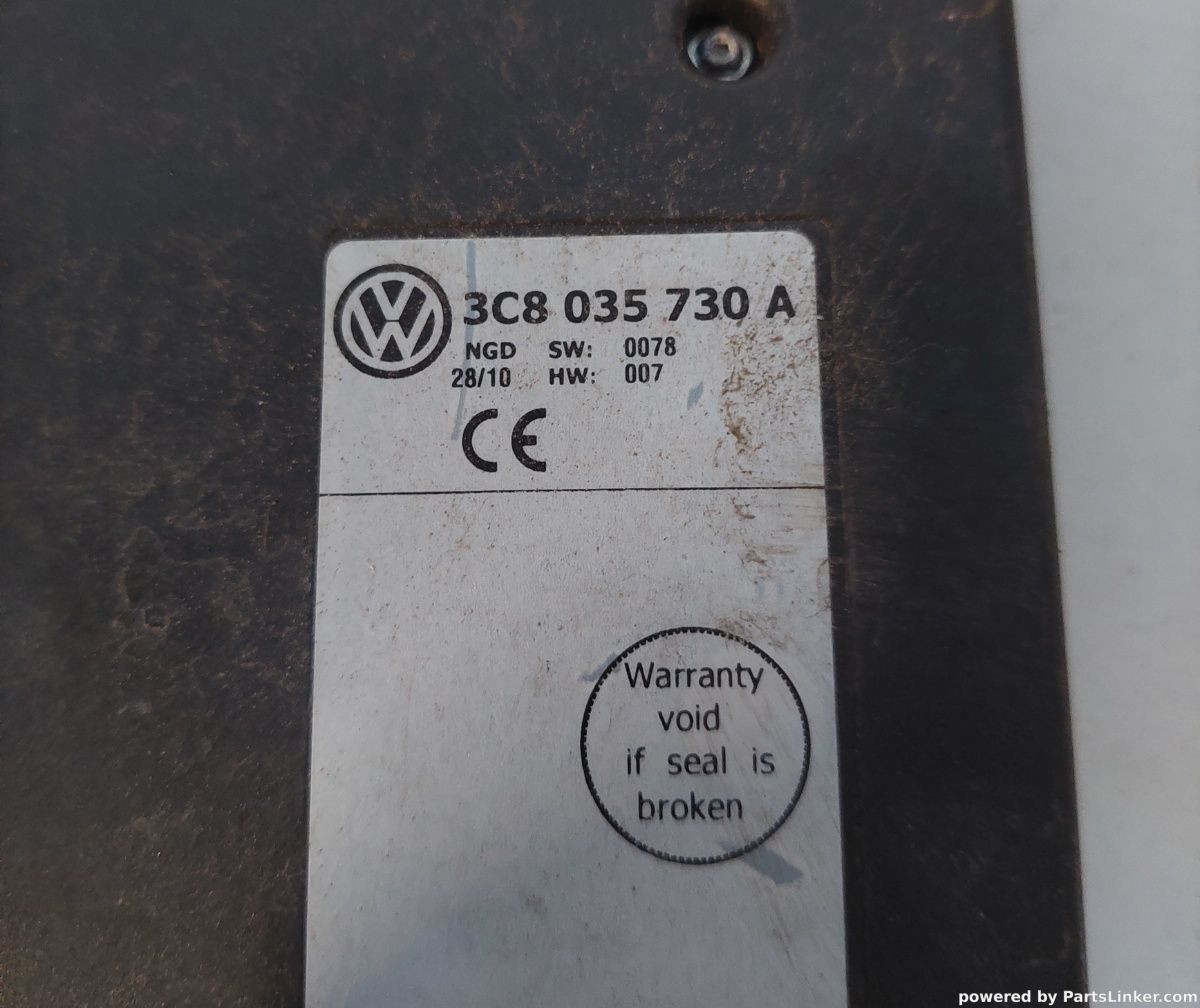 3C8 035 730 A
NGD SW: 0078
28/10 HW: 007
CE
Warranty
void
if seal is
broken
powered by PartsLinker.com